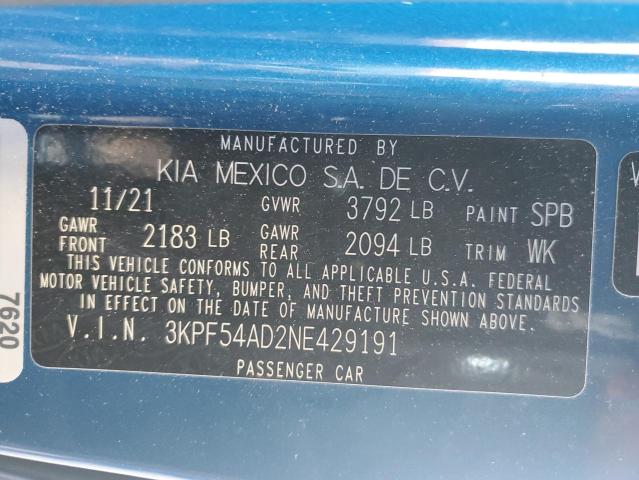 MANUFACTURED BY
KIA MEXICO S.A. DE C.V.
11/21 GVWR 3792 LB PAINT SPB
GAWR FRONT 2183 LB GAWR REAR 2094 LB TRIM WK
THIS VEHICLE CONFORMS TO ALL APPLICABLE U.S.A. FEDERAL
MOTOR VEHICLE SAFETY, BUMPER, AND THEFT PREVENTION STANDARDS
IN EFFECT ON THE DATE OF MANUFACTURE SHOWN ABOVE
V.I.N. 3KPF54AD2NE429191
PASSENGER CAR
7620